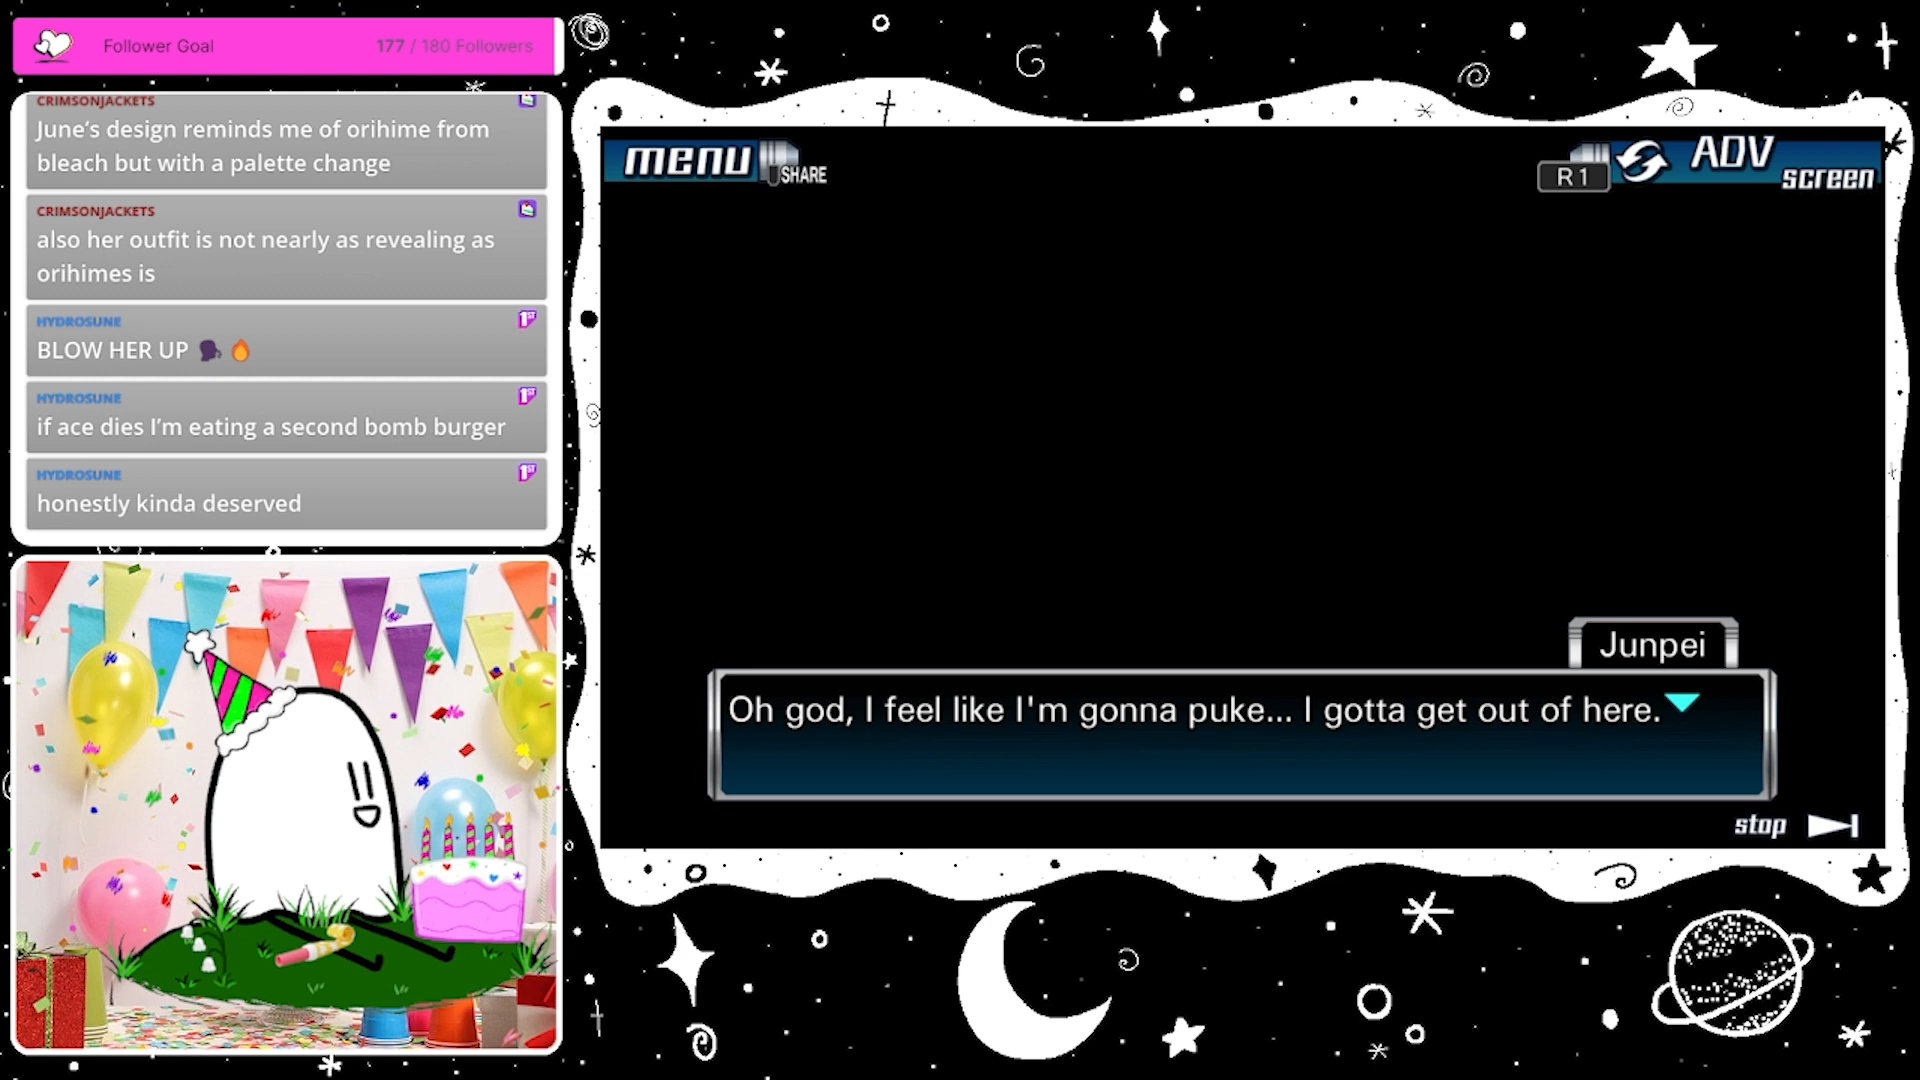 Follower Goal 177 / 180 Followers
CRIMSONJACKETS
June's design reminds me of orihime from
bleach but with a palette change
CRIMSONJACKETS
also her outfit is not nearly as revealing as
orihimes is
HYDROSUNE
BLOW HER UP
HYDROSUNE
if ace dies I'm eating a second bomb burger
HYDROSUNE
honestly kinda deserved
1ST
1ST
1ST
menu SHARE
R1 ADV
screen
Junpei
Oh god, I feel like I'm gonna puke... I gotta get out of here.
stop